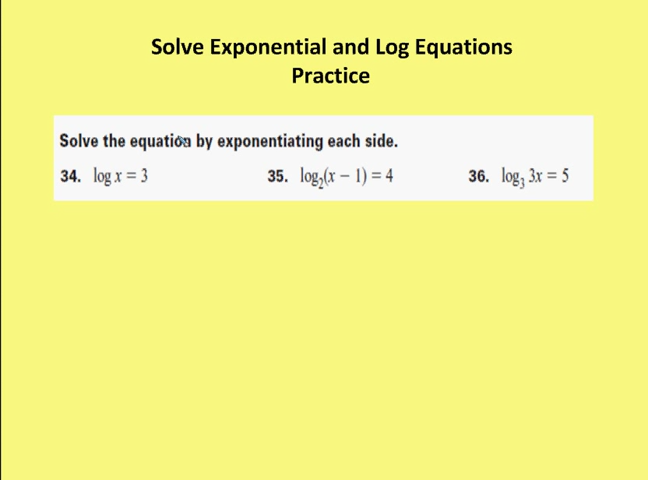 Solve Exponential and Log Equations
Practice
Solve the equation by exponentiating each side.
34. log x = 3 35. log₂(x − 1) = 4 36. log₃ 3x = 5